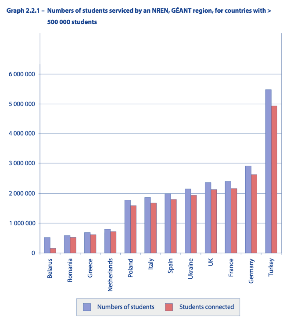 Graph 2.2.1 – Numbers of students serviced by an NREN, GÉANT region, for countries with >
500 000 students
6 000 000
5 000 000
4 000 000
3 000 000
2 000 000
1 000 000
0
Belarus
Romania
Greece
Netherlands
Poland
Italy
Spain
Ukraine
UK
France
Germany
Turkey
Numbers of students
Students connected